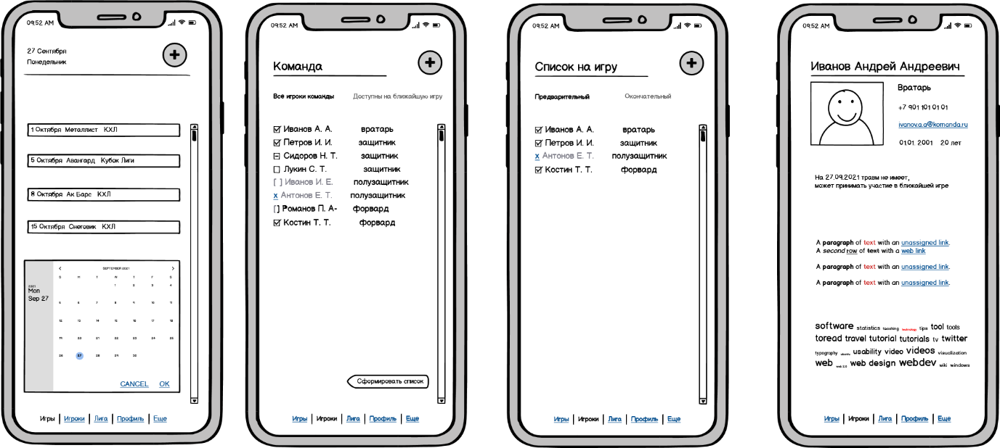 09:52 AM
27 Сентября
Понедельник
+
1 Октября Металлист КХЛ
5 Октября Авангард Кубок Лиги
8 Октября Ак Барс КХЛ
15 Октября Снеговик КХЛ
2021
Mon
Sep 27
< SEPTEMBER 2021 >
S M T W T F S
1 2 3 4
5 6 7 8 9 10 11
12 13 14 15 16 17 18
19 20 21 22 23 24 25
26 27 28 29 30
CANCEL OK
Игры | Игроки | Лига | Профиль | Еще
09:52 AM
Команда
+
Все игроки команды Доступны на ближайшую игру
Иванов А. А. вратарь
Петров И. И. защитник
Сидоров Н. Т. защитник
Лукин С. Т. защитник
[ ] Иванов И. Е. полузащитник
x Антонов Е. Т. полузащитник
[ ] Романов П. А- форвард
Костин Т. Т. форвард
Сформировать список
Игры | Игроки | Лига | Профиль | Еще
09:52 AM
Список на игру
+
Предварительный Окончательный
Иванов А. А. вратарь
Петров И. И. защитник
x Антонов Е. Т. полузащитник
Костин Т. Т. форвард
Игры | Игроки | Лига | Профиль | Еще
09:52 AM
Иванов Андрей Андреевич
Вратарь
+7 901 101 01 01
ivanov.a.a@komanda.ru
01.01. 2001 20 лет
На 27.09.2021 травм не имеет,
может принимать участие в ближайшей игре
A paragraph of text with an unassigned link.
A second row of text with a web link
A paragraph of text with an unassigned link.
A paragraph of text with an unassigned link.
software statistics teaching technology tips tool tools
toread travel tutorial tutorials tv twitter
typography ubuntu usability video videos visualization
web web 2.0 web design webdev wiki windows
Игры | Игроки | Лига | Профиль | Еще